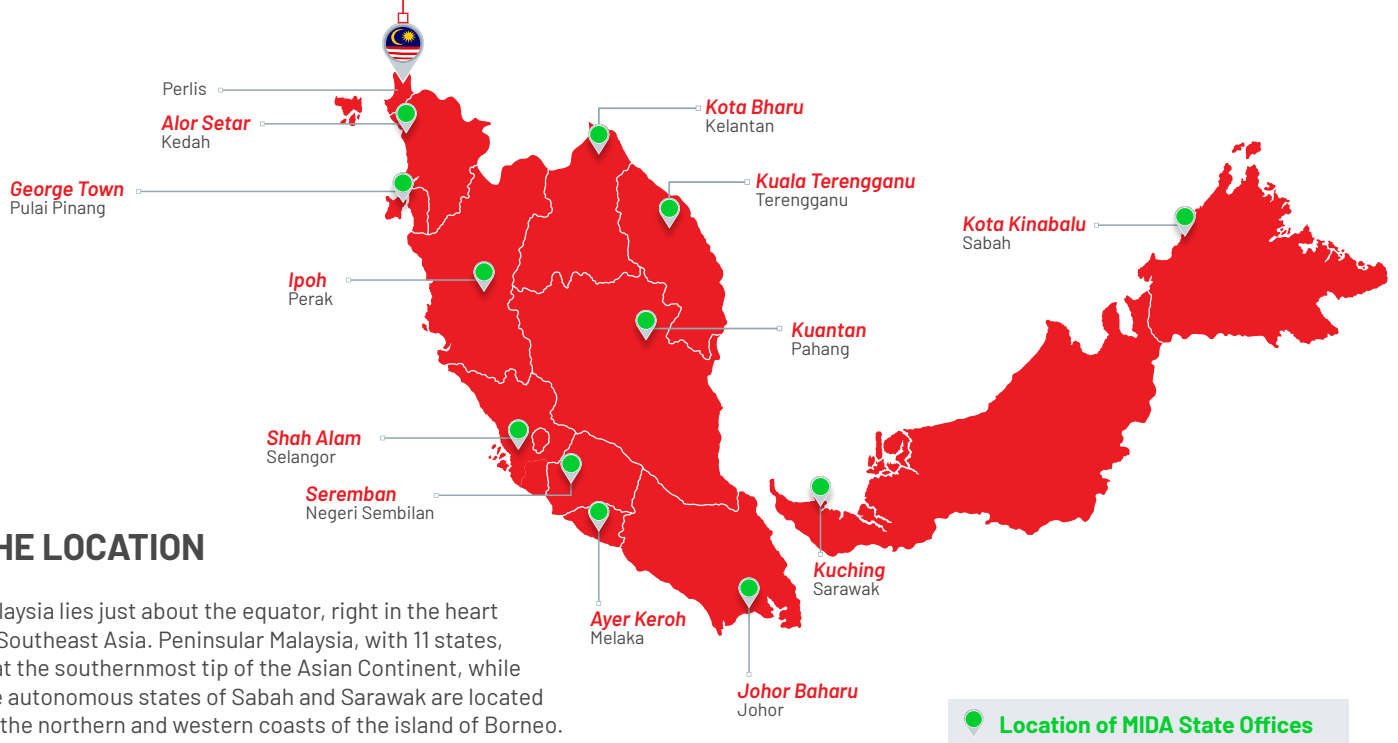 Perlis
Alor Setar
Kedah
George Town
Pulai Pinang
Ipoh
Perak
Shah Alam
Selangor
Seremban
Negeri Sembilan
Kota Bharu
Kelantan
Kuala Terengganu
Terengganu
Kuantan
Pahang
Kota Kinabalu
Sabah
Kuching
Sarawak
Ayer Keroh
Melaka
Johor Baharu
Johor
HE LOCATION
laysia lies just about the equator, right in the heart
Southeast Asia. Peninsular Malaysia, with 11 states,
at the southernmost tip of the Asian Continent, while
e autonomous states of Sabah and Sarawak are located
the northern and western coasts of the island of Borneo.
Location of MIDA State Offices